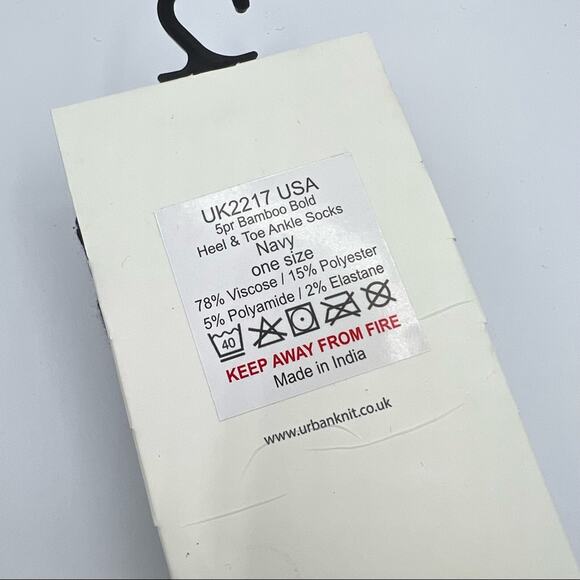 UK2217 USA
5pr Bamboo Bold
Heel & Toe Ankle Socks
Navy
one size
78% Viscose / 15% Polyester
5% Polyamide / 2% Elastane
40
KEEP AWAY FROM FIRE
Made in India
www.urbanknit.co.uk